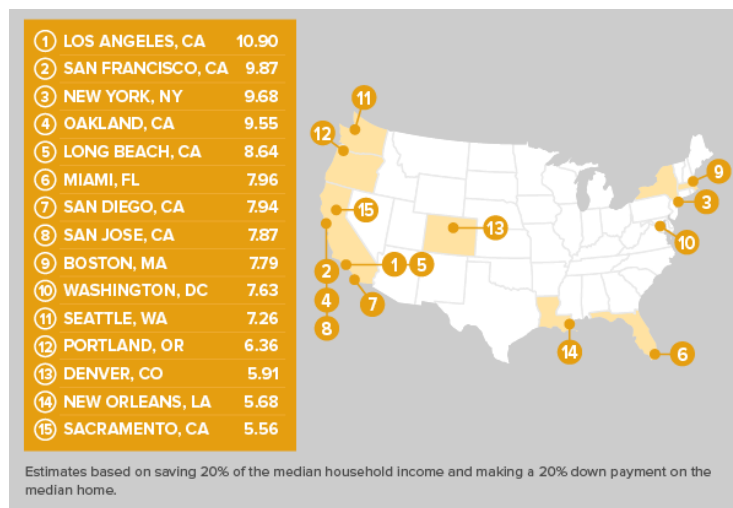 1 LOS ANGELES, CA 10.90
2 SAN FRANCISCO, CA 9.87
3 NEW YORK, NY 9.68
4 OAKLAND, CA 9.55
5 LONG BEACH, CA 8.64
6 MIAMI, FL 7.96
7 SAN DIEGO, CA 7.94
8 SAN JOSE, CA 7.87
9 BOSTON, MA 7.79
10 WASHINGTON, DC 7.63
11 SEATTLE, WA 7.26
12 PORTLAND, OR 6.36
13 DENVER, CO 5.91
14 NEW ORLEANS, LA 5.68
15 SACRAMENTO, CA 5.56
11
12
9
15
3
13
10
2
1 5
4
7
8
14
6
Estimates based on saving 20% of the median household income and making a 20% down payment on the
median home.